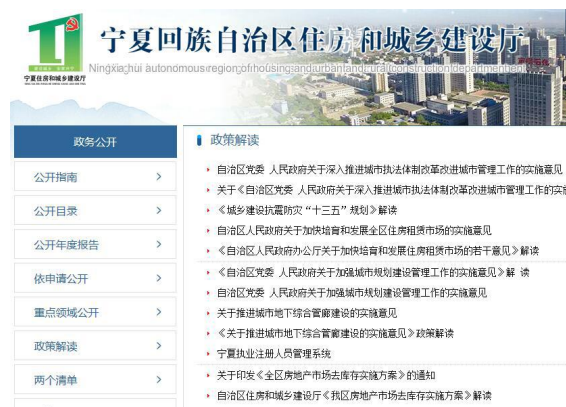 宁夏回族自治区住房和城乡建设厅
Ningxia hui autonomous region of housing and urban and rural construction department
宁夏住房和城乡建设厅
政务公开
公开指南
公开目录
公开年度报告
依申请公开
重点领域公开
政策解读
两个清单
政策解读
自治区党委 人民政府关于深入推进城市执法体制改革改进城市管理工作的实施意见
关于《自治区党委 人民政府关于深入推进城市执法体制改革改进城市管理工作的实
《城乡建设抗震防灾“十三五”规划》解读
自治区人民政府关于加快培育和发展全区住房租赁市场的实施意见
《自治区人民政府办公厅关于加快培育和发展住房租赁市场的若干意见》解读
《自治区党委 人民政府关于加强城市规划建设管理工作的实施意见》解 读
自治区党委 人民政府关于加强城市规划建设管理工作的实施意见
关于推进城市地下综合管廊建设的实施意见
《关于推进城市地下综合管廊建设的实施意见》政策解读
宁夏执业注册人员管理系统
关于印发《全区房地产市场去库存实施方案》的通知
自治区住房和城乡建设厅《我区房地产市场去库存实施方案》解读